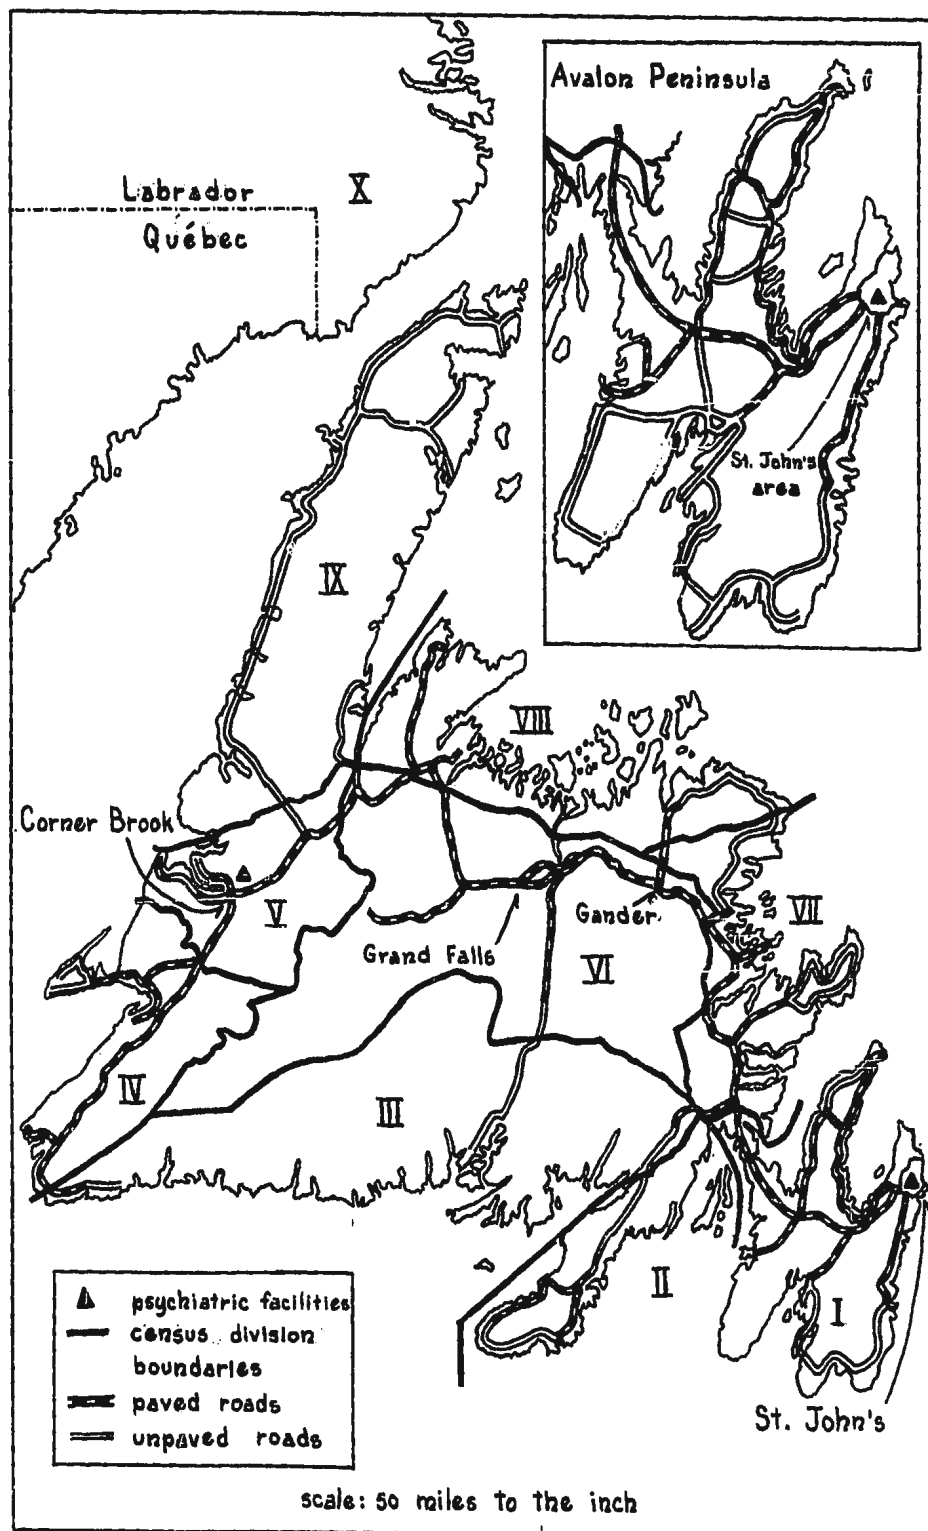 Avalon Peninsula
Labrador
X
Québec
St. John's
area
IX
VIII
Corner Brook
V
Gander
VII
Grand Falls
VI
IV
III
II
I
psychiatric facilities
census division
boundaries
paved roads
unpaved roads
St. John's
scale: 50 miles to the inch